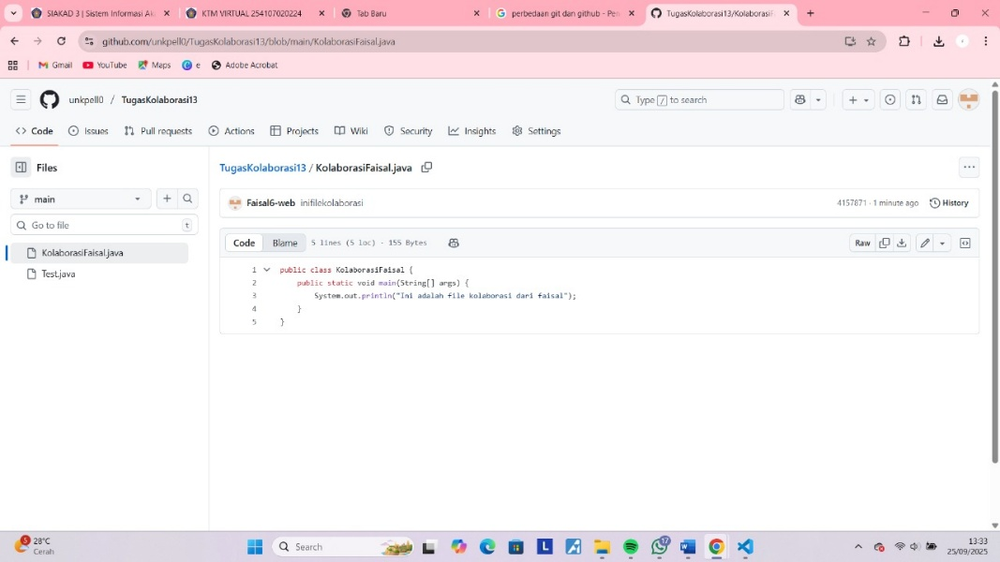 SIAKAD 3 | Sistem Informasi Ak
KTM VIRTUAL 254107020224
Tab Baru
perbedaan git dan github - Pen
TugasKolaborasi13/KolaborasiF
github.com/unkpell0/TugasKolaborasi13/blob/main/KolaborasiFaisal.java
Gmail
YouTube
Maps
e
Adobe Acrobat
unkpell0 / TugasKolaborasi13
Type / to search
Code
Issues
Pull requests
Actions
Projects
Wiki
Security
Insights
Settings
Files
main
Go to file
t
KolaborasiFaisal.java
Test.java
TugasKolaborasi13 / KolaborasiFaisal.java
Faisal6-web inifilekolaborasi
4157871 · 1 minute ago
History
Code
Blame
5 lines (5 loc) · 155 Bytes
Raw
1 public class KolaborasiFaisal {
2 public static void main(String[] args) {
3 System.out.println("Ini adalah file kolaborasi dari faisal");
4 }
5 }
5
28°C
Cerah
Search
17
13:33
25/09/2025